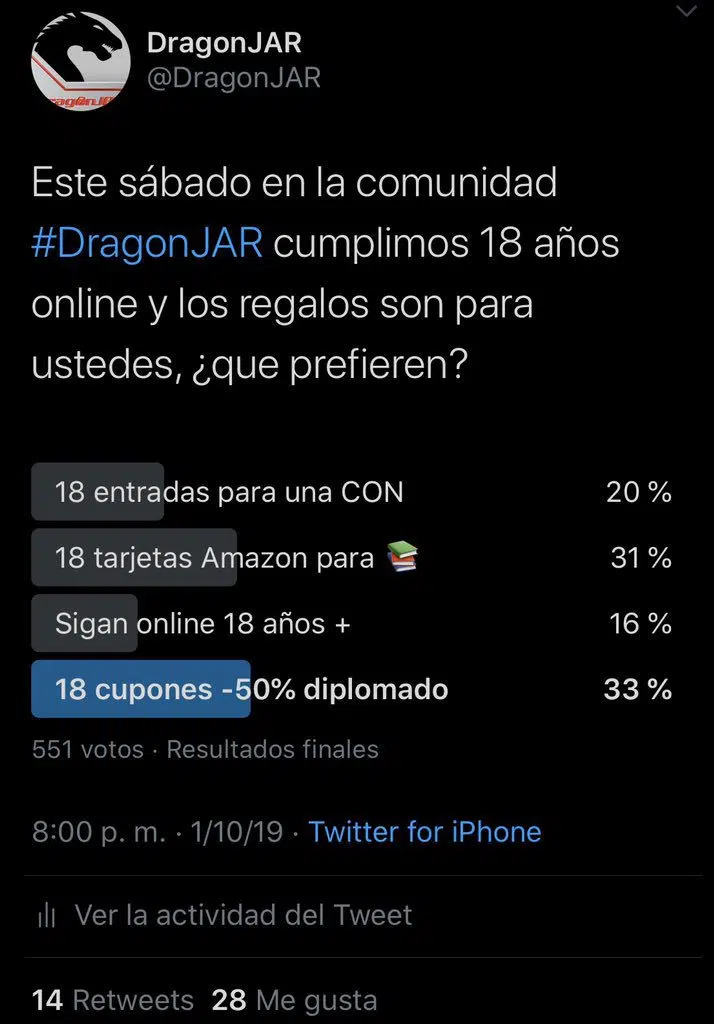 DragonJAR
@DragonJAR
Este sábado en la comunidad
#DragonJAR cumplimos 18 años
online y los regalos son para
ustedes, ¿que prefieren?
18 entradas para una CON 20 %
18 tarjetas Amazon para 📚 31 %
Sigan online 18 años + 16 %
18 cupones -50% diplomado 33 %
551 votos · Resultados finales
8:00 p. m. · 1/10/19 · Twitter for iPhone
Ver la actividad del Tweet
14 Retweets 28 Me gusta